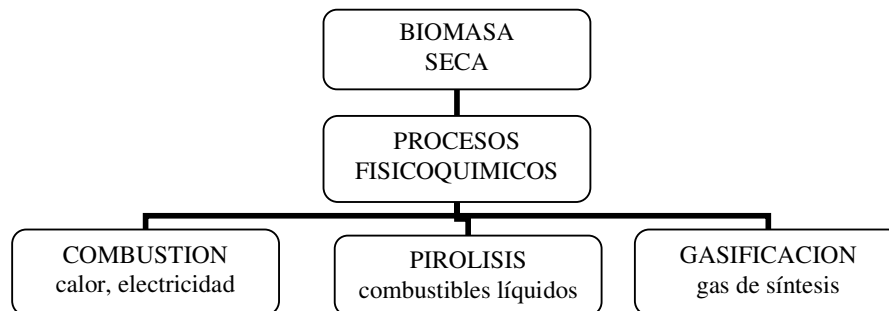 BIOMASA
SECA
PROCESOS
FISICOQUIMICOS
COMBUSTION
calor, electricidad
PIROLISIS
combustibles líquidos
GASIFICACION
gas de síntesis